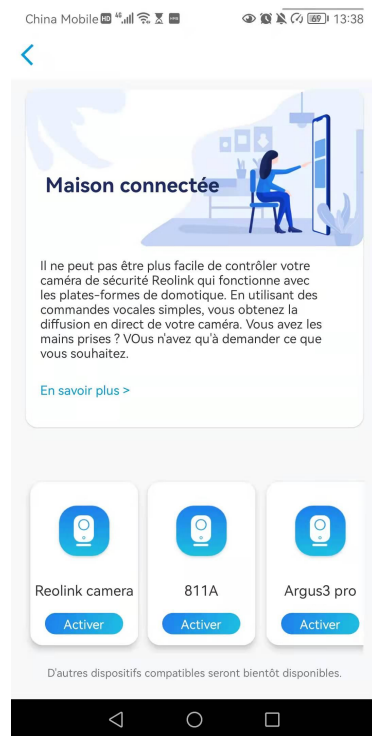 China Mobile HD 4G 69 13:38
Maison connectée
Il ne peut pas être plus facile de contrôler votre
caméra de sécurité Reolink qui fonctionne avec
les plates-formes de domotique. En utilisant des
commandes vocales simples, vous obtenez la
diffusion en direct de votre caméra. Vous avez les
mains prises ? VOus n'avez qu'à demander ce que
vous souhaitez.
En savoir plus >
Reolink camera 811A Argus3 pro
Activer Activer Activer
D'autres dispositifs compatibles seront bientôt disponibles.